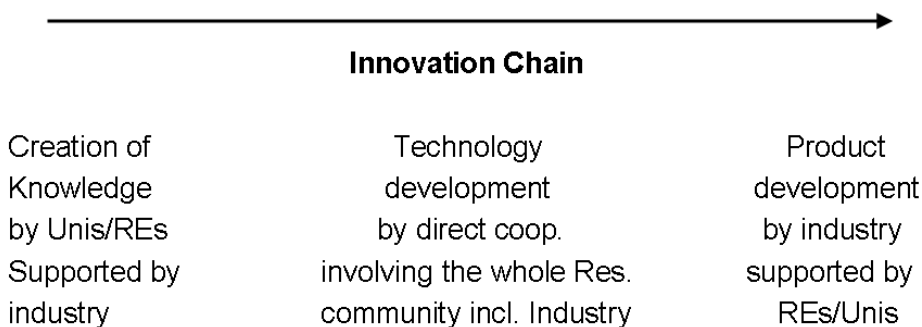 Innovation Chain
Creation of
Knowledge
by Unis/REs
Supported by
industry
Technology
development
by direct coop.
involving the whole Res.
community incl. Industry
Product
development
by industry
supported by
REs/Unis